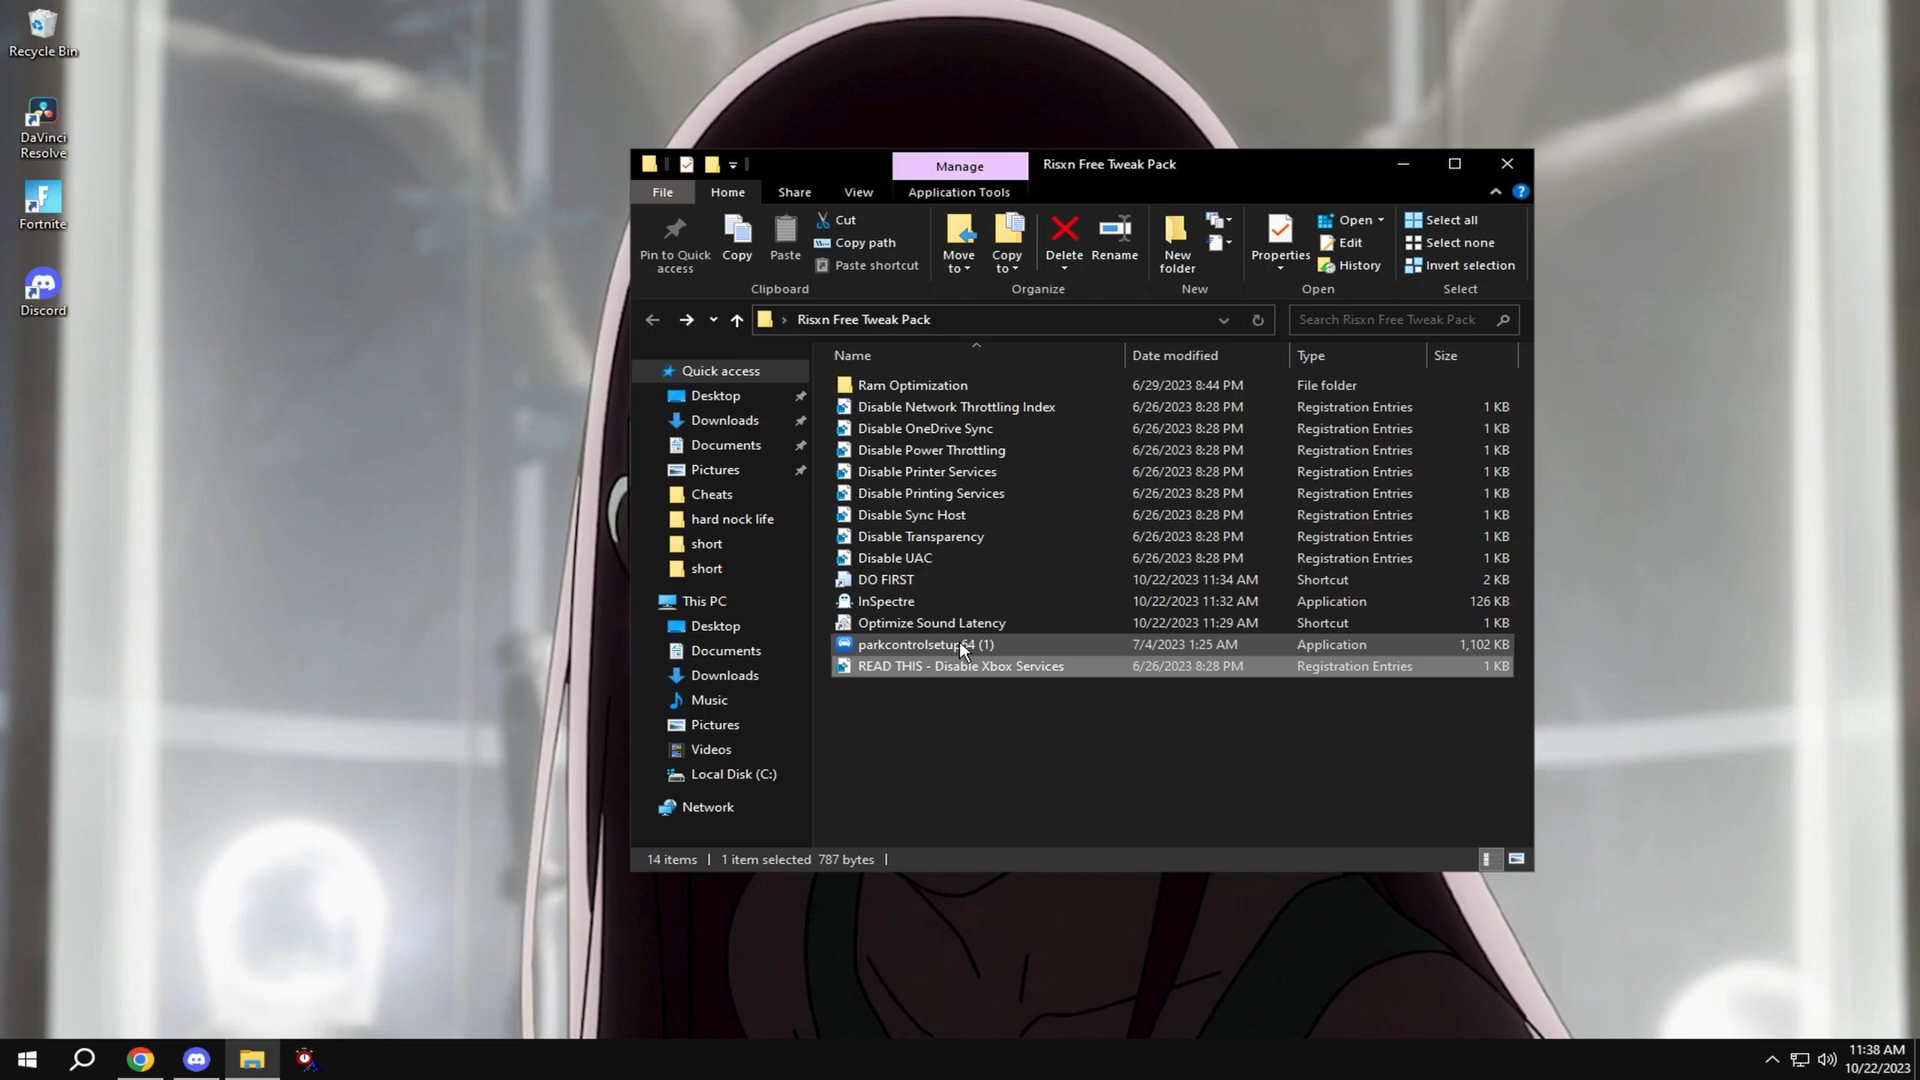 Recycle Bin
DaVinci
Resolve
Fortnite
Discord
Manage
Risxn Free Tweak Pack
File
Home
Share
View
Application Tools
Pin to Quick
access
Copy
Paste
Cut
Copy path
Paste shortcut
Clipboard
Move
to
Copy
to
Delete
Rename
Organize
New
folder
New
Properties
Open
Edit
History
Open
Select all
Select none
Invert selection
Select
Risxn Free Tweak Pack
Search Risxn Free Tweak Pack
Quick access
Desktop
Downloads
Documents
Pictures
Cheats
hard nock life
short
short
This PC
Desktop
Documents
Downloads
Music
Pictures
Videos
Local Disk (C:)
Network
Name Date modified Type Size
Ram Optimization 6/29/2023 8:44 PM File folder
Disable Network Throttling Index 6/26/2023 8:28 PM Registration Entries 1 KB
Disable OneDrive Sync 6/26/2023 8:28 PM Registration Entries 1 KB
Disable Power Throttling 6/26/2023 8:28 PM Registration Entries 1 KB
Disable Printer Services 6/26/2023 8:28 PM Registration Entries 1 KB
Disable Printing Services 6/26/2023 8:28 PM Registration Entries 1 KB
Disable Sync Host 6/26/2023 8:28 PM Registration Entries 1 KB
Disable Transparency 6/26/2023 8:28 PM Registration Entries 1 KB
Disable UAC 6/26/2023 8:28 PM Registration Entries 1 KB
DO FIRST 10/22/2023 11:34 AM Shortcut 2 KB
InSpectre 10/22/2023 11:32 AM Application 126 KB
Optimize Sound Latency 10/22/2023 11:29 AM Shortcut 1 KB
parkcontrolsetup64 (1) 7/4/2023 1:25 AM Application 1,102 KB
READ THIS - Disable Xbox Services 6/26/2023 8:28 PM Registration Entries 1 KB
14 items 1 item selected 787 bytes
11:38 AM
10/22/2023